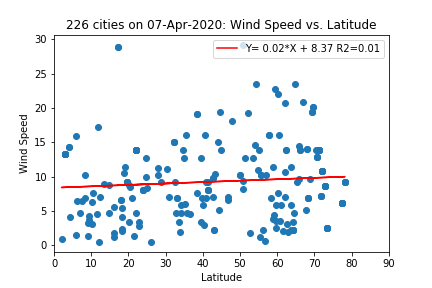 226 cities on 07-Apr-2020: Wind Speed vs. Latitude
Y= 0.02*X + 8.37 R2=0.01
30
25
20
15
10
5
0
Wind Speed
0 10 20 30 40 50 60 70 80 90
Latitude